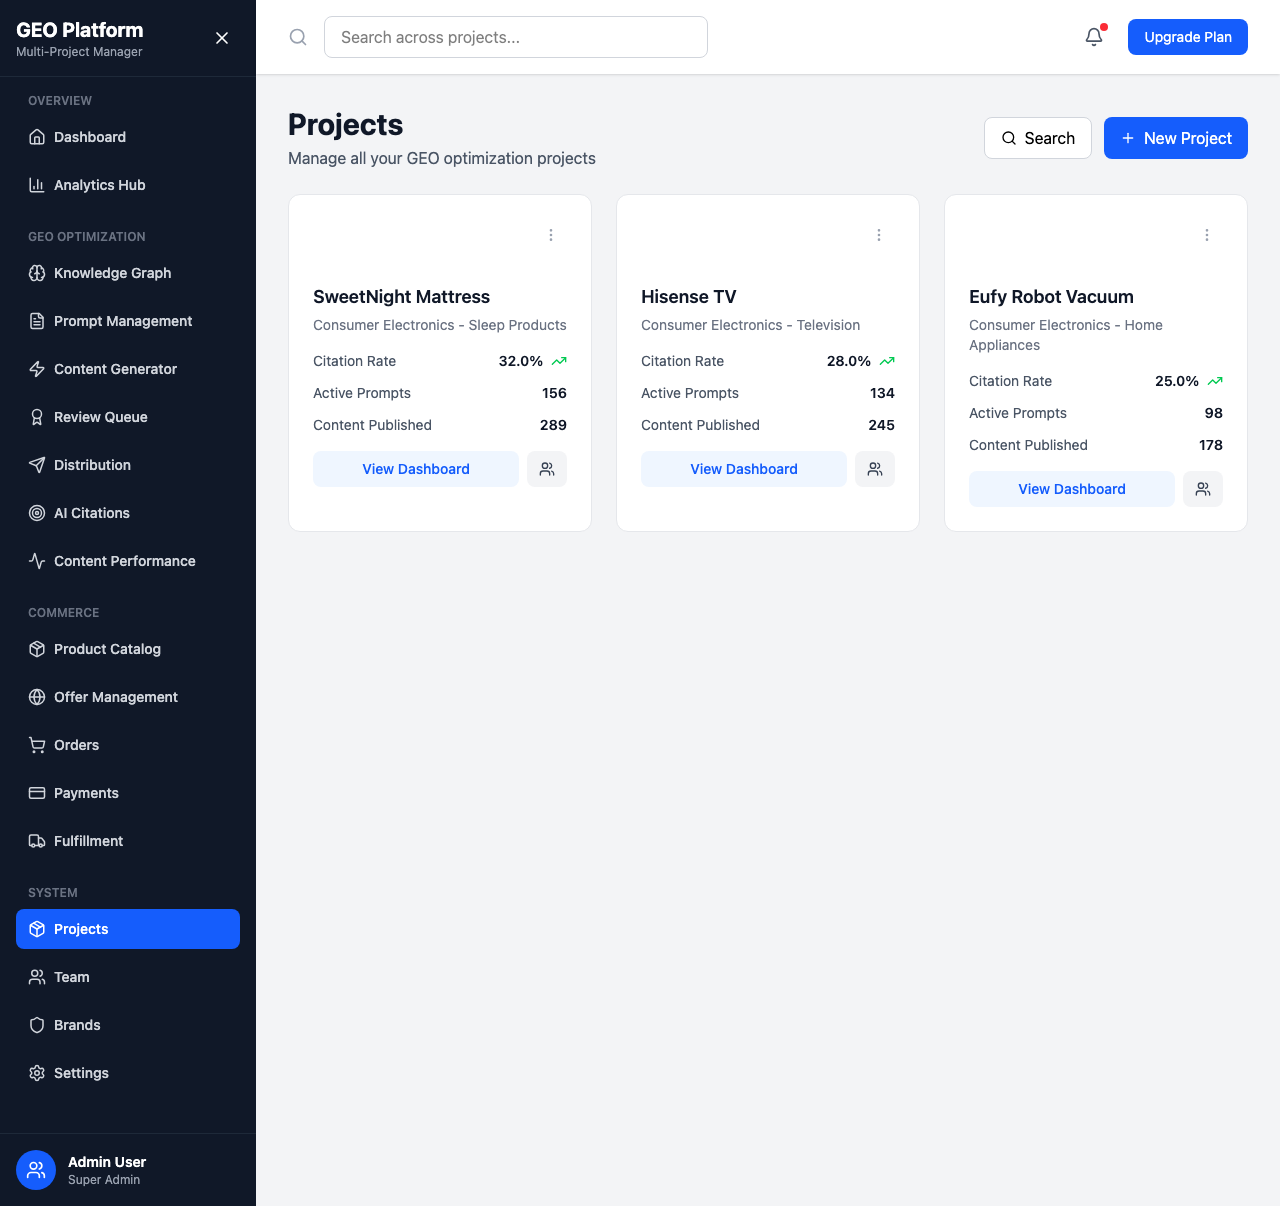 GEO Platform
Multi-Project Manager
OVERVIEW
Dashboard
Analytics Hub
GEO OPTIMIZATION
Knowledge Graph
Prompt Management
Content Generator
Review Queue
Distribution
AI Citations
Content Performance
COMMERCE
Product Catalog
Offer Management
Orders
Payments
Fulfillment
SYSTEM
Projects
Team
Brands
Settings
Admin User
Super Admin
Search across projects...
Upgrade Plan
Projects
Manage all your GEO optimization projects
Search
New Project
SweetNight Mattress
Consumer Electronics - Sleep Products
Citation Rate 32.0%
Active Prompts 156
Content Published 289
View Dashboard
Hisense TV
Consumer Electronics - Television
Citation Rate 28.0%
Active Prompts 134
Content Published 245
View Dashboard
Eufy Robot Vacuum
Consumer Electronics - Home
Appliances
Citation Rate 25.0%
Active Prompts 98
Content Published 178
View Dashboard